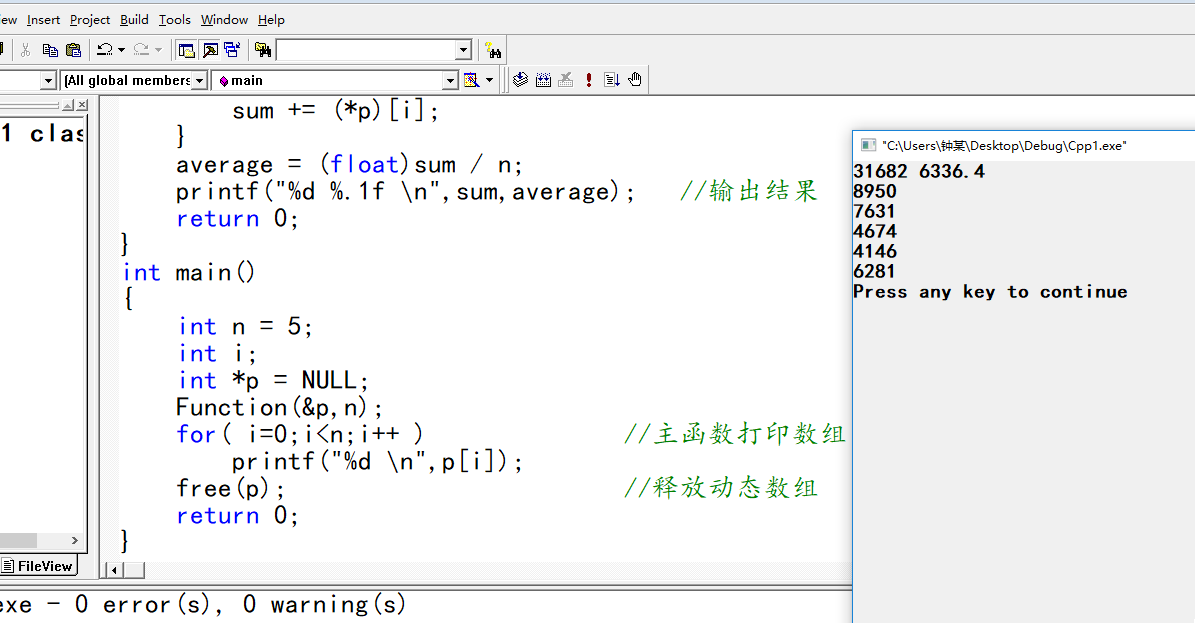 ew Insert Project Build Tools Window Help
(All global members main
1 clas
sum += (*p)[i];
}
average = (float)sum / n;
printf("%d %.1f \n",sum,average); //输出结果
return 0;
}
int main()
{
int n = 5;
int i;
int *p = NULL;
Function(&p,n);
for( i=0;i<n;i++ ) //主函数打印数组
printf("%d \n",p[i]);
free(p); //释放动态数组
return 0;
}
FileView
exe - 0 error(s), 0 warning(s)
"C:\Users\钟某\Desktop\Debug\Cpp1.exe"
31682 6336.4
8950
7631
4674
4146
6281
Press any key to continue